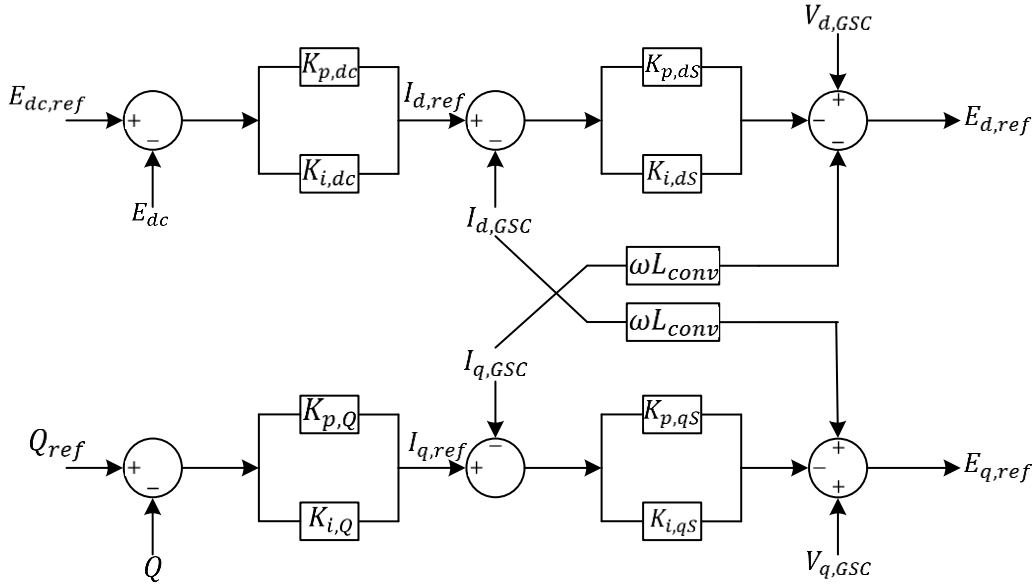 V_{d,GSC}
K_{p,dc}
K_{p,dS}
E_{dc,ref}
I_{d,ref}
+
−
+
−
+
−
−
E_{d,ref}
K_{i,dc}
K_{i,dS}
E_{dc}
I_{d,GSC}
ωL_{conv}
ωL_{conv}
I_{q,GSC}
K_{p,Q}
K_{p,qS}
Q_{ref}
I_{q,ref}
+
−
+
−
+
−
+
E_{q,ref}
K_{i,Q}
K_{i,qS}
Q
V_{q,GSC}